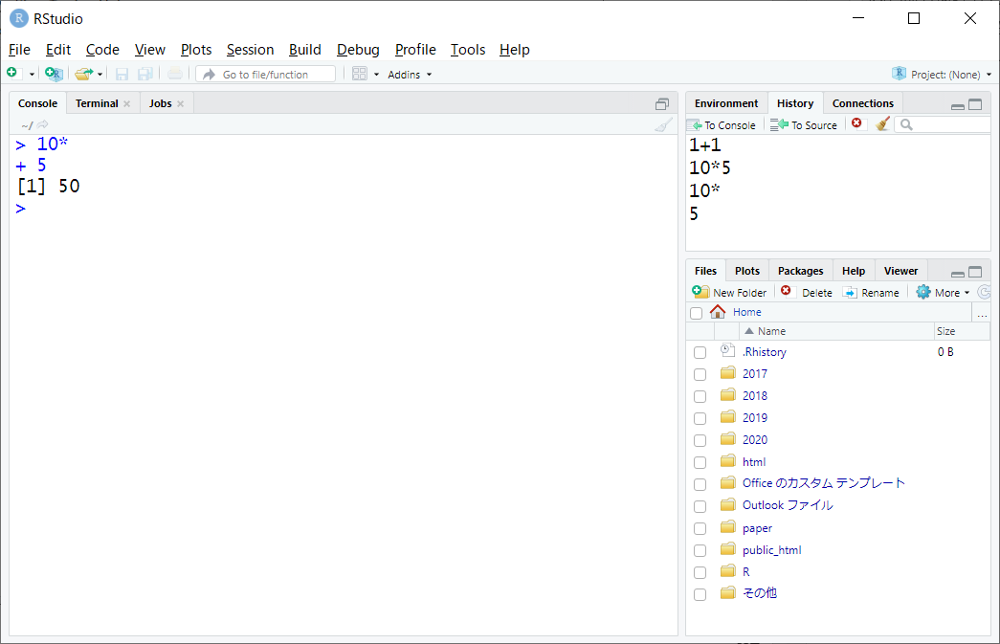 RStudio
File Edit Code View Plots Session Build Debug Profile Tools Help
Go to file/function Addins Project: (None)
Console Terminal Jobs
~/
> 10*
+ 5
[1] 50
>
Environment History Connections
To Console To Source
1+1
10*5
10*
5
Files Plots Packages Help Viewer
New Folder Delete Rename More
Home ...
Name Size
.Rhistory 0 B
2017
2018
2019
2020
html
Office のカスタム テンプレート
Outlook ファイル
paper
public_html
R
その他